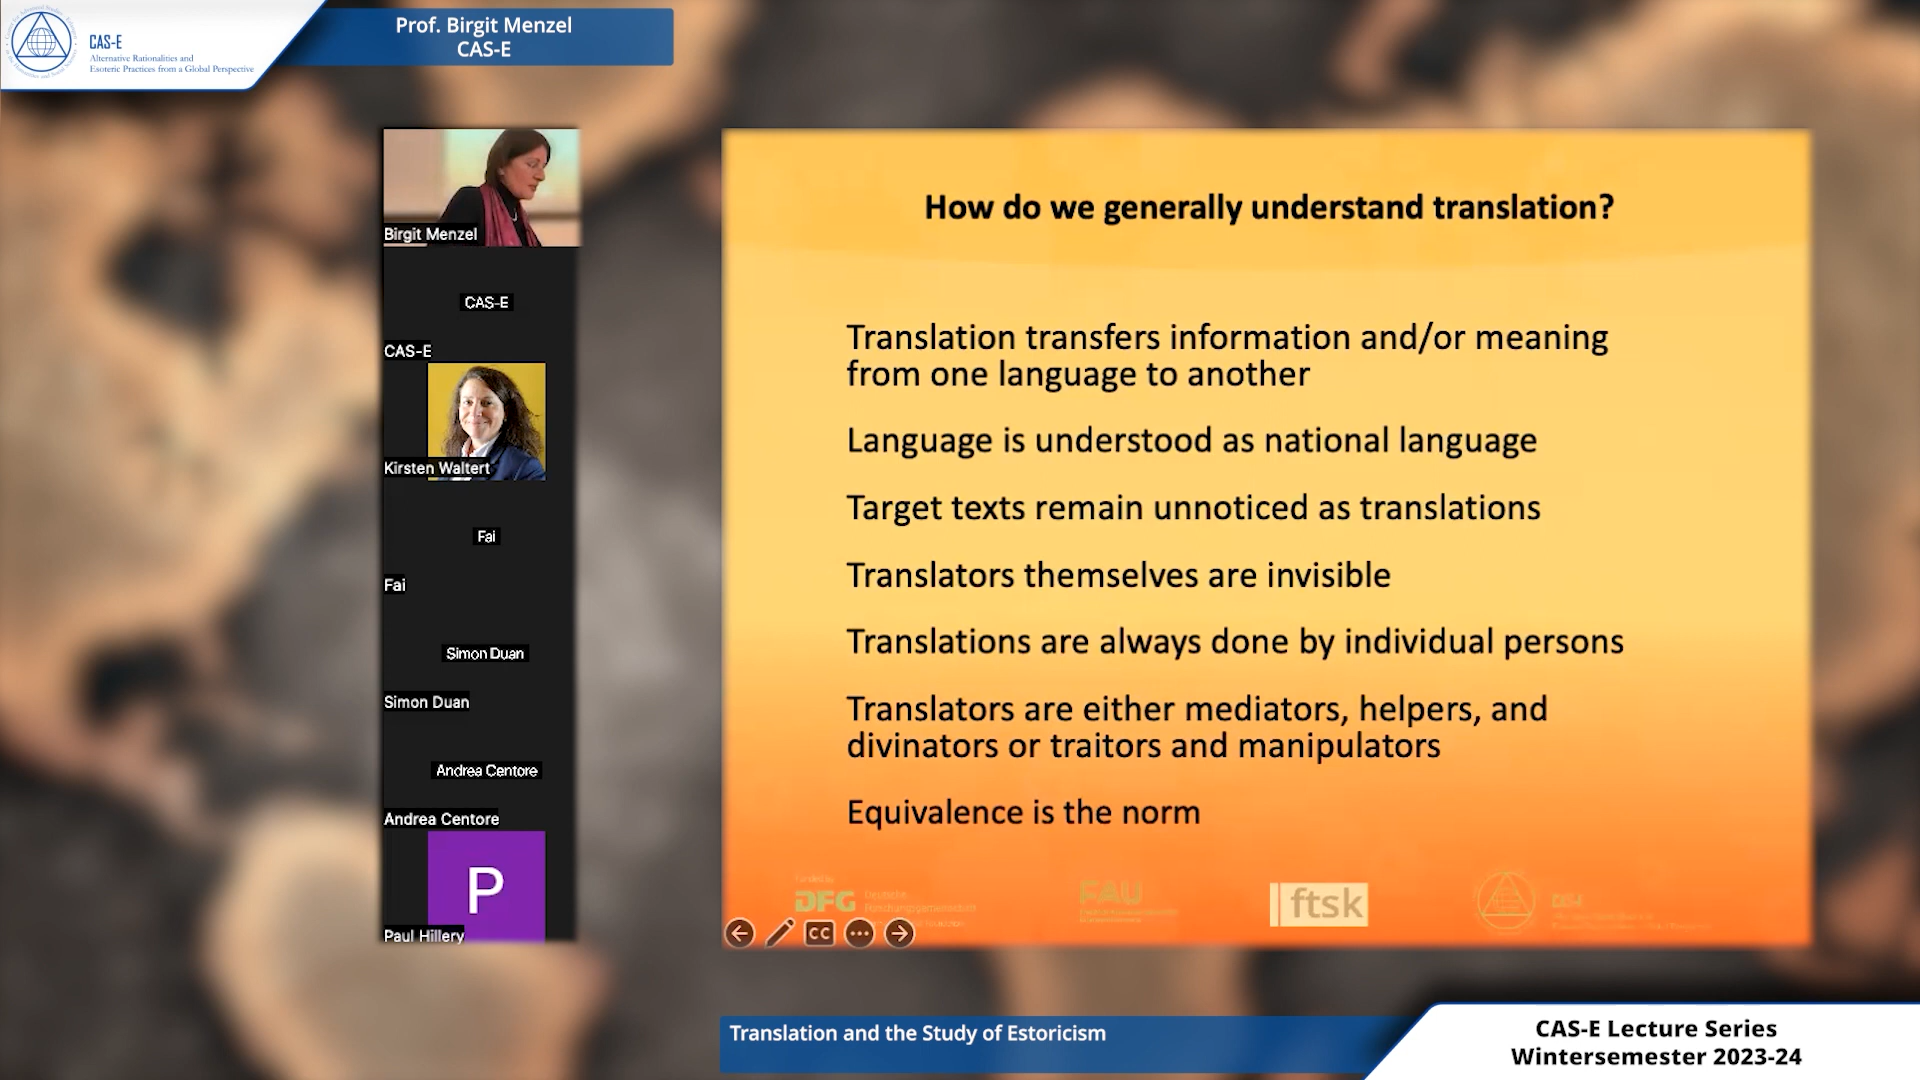 CAS-E
Alternative Rationalities and
Esoteric Practices from a Global Perspective
Prof. Birgit Menzel
CAS-E
Birgit Menzel
CAS-E
CAS-E
Kirsten Waltert
Fai
Fai
Simon Duan
Simon Duan
Andrea Centore
Andrea Centore
P
Paul Hillery
How do we generally understand translation?
Translation transfers information and/or meaning
from one language to another
Language is understood as national language
Target texts remain unnoticed as translations
Translators themselves are invisible
Translations are always done by individual persons
Translators are either mediators, helpers, and
divinators or traitors and manipulators
Equivalence is the norm
Funded by
DFG
Deutsche
Forschungsgemeinschaft
FAU
ftsk
CAS-E
CC
Translation and the Study of Estoricism
CAS-E Lecture Series
Wintersemester 2023-24